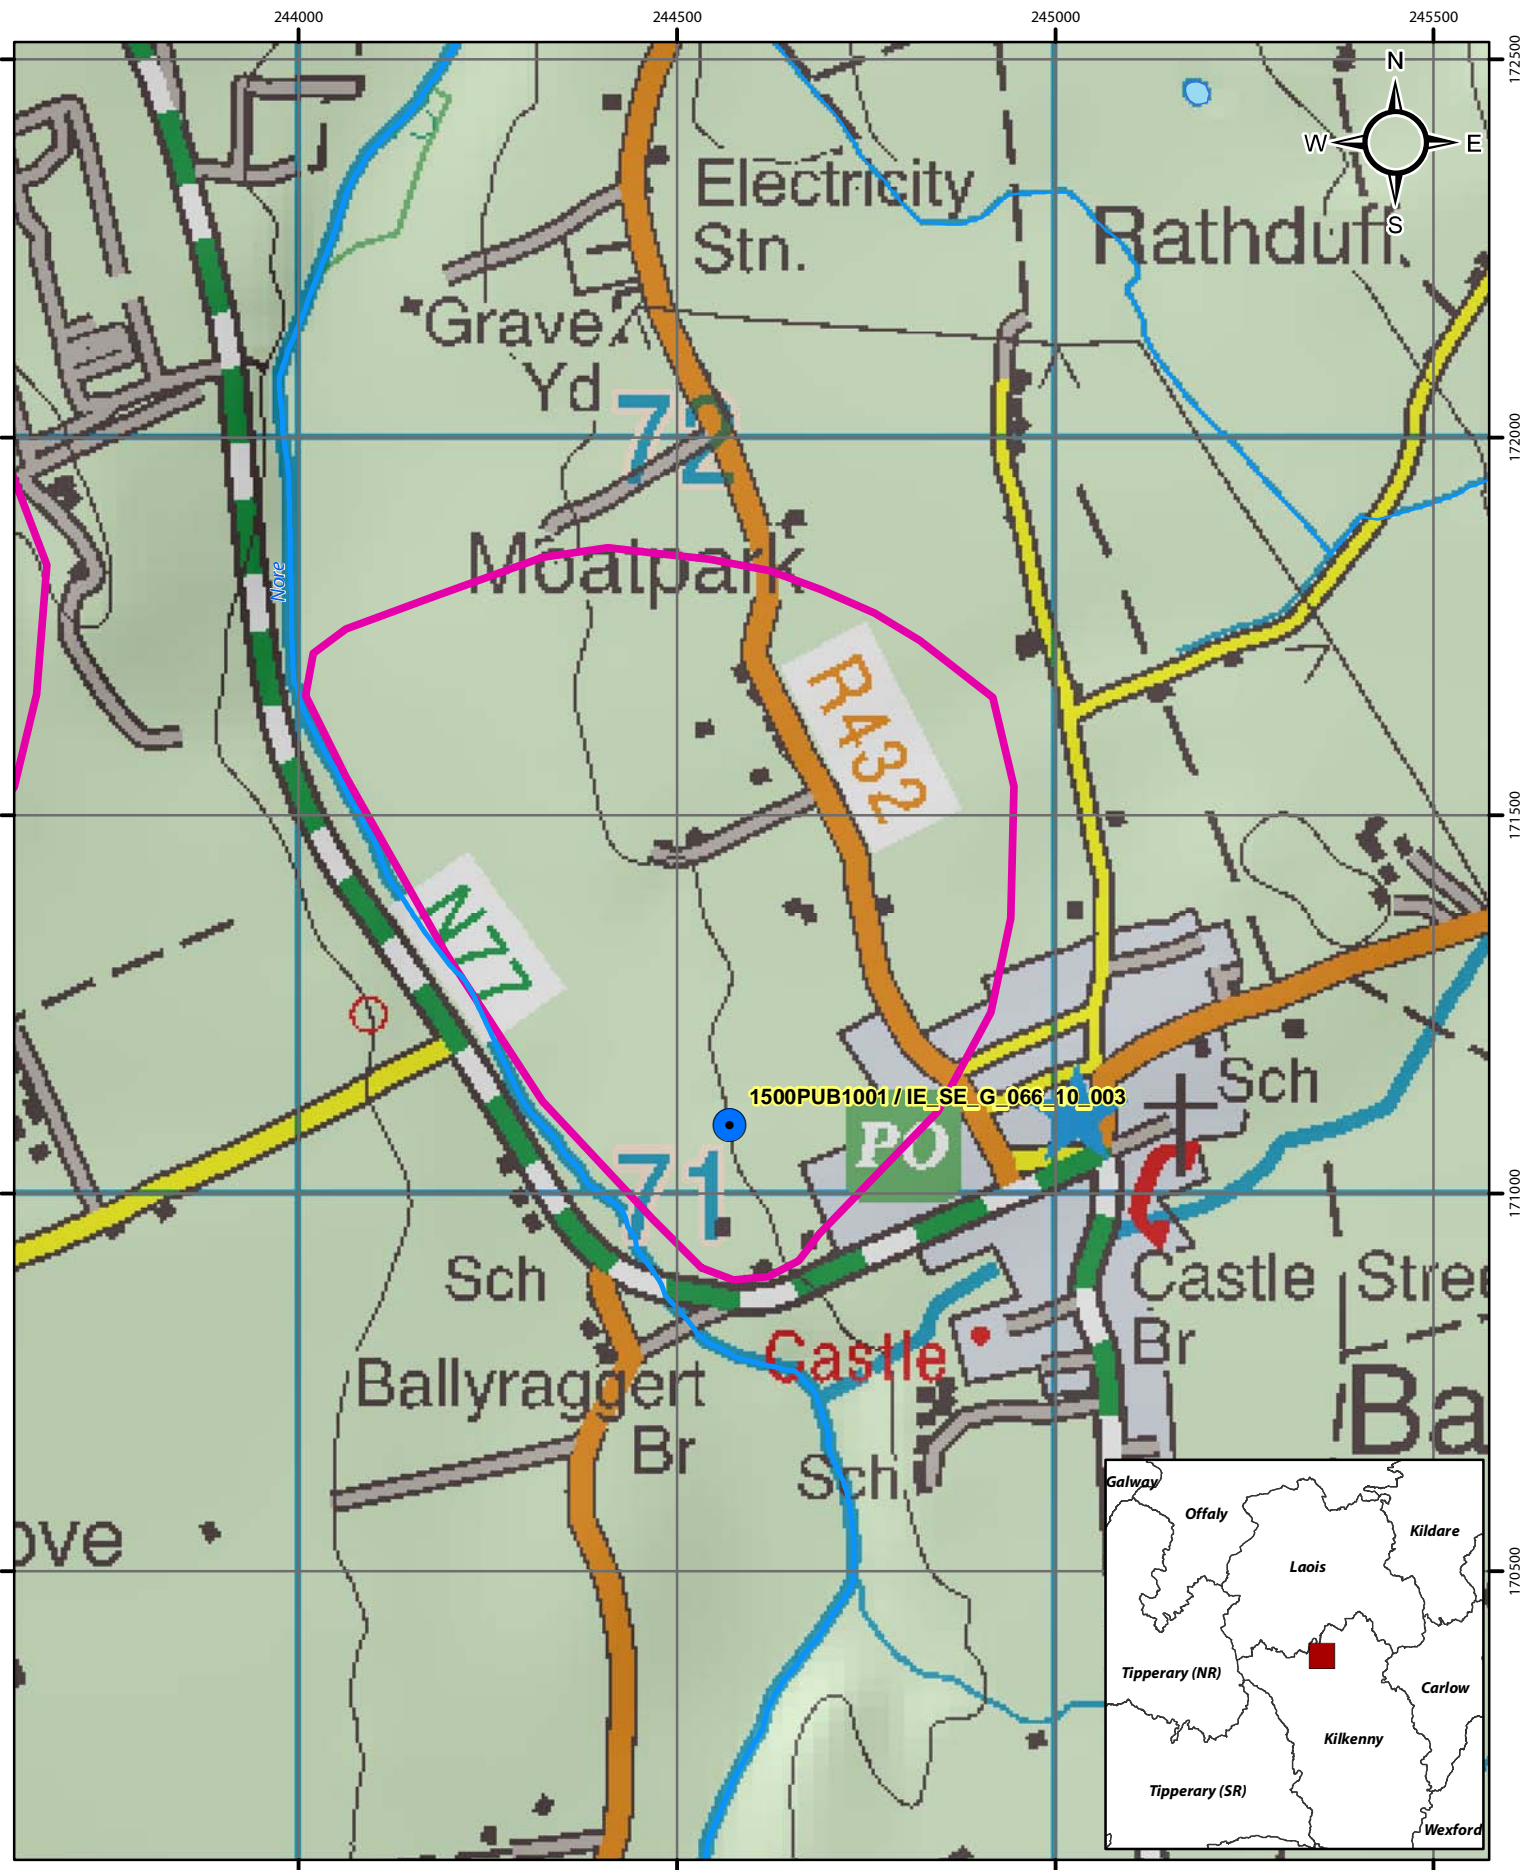 244000
244500
245000
245500
172500
N
W
E
S
Electricity
Stn.
Rathduff.
Grave
Yd
72
172000
Moatpark
Nore
R432
171500
N77
1500PUB1001 / IE_SE_G_066_10_003
Sch
PO
71
171000
Sch
Castle
Br
Stree
Castle
Ballyraggert
Br
Ba
Sch
ove
170500
Galway
Offaly
Kildare
Laois
Tipperary (NR)
Carlow
Kilkenny
Tipperary (SR)
Wexford